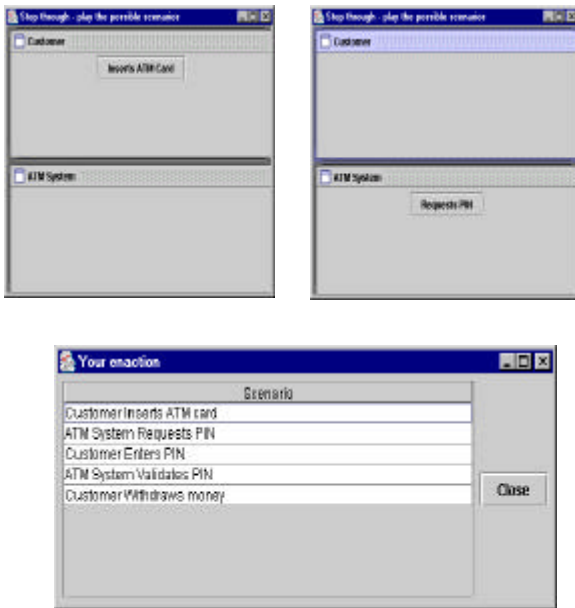 Step through - play the possible scenarios
Customer
Inserts ATM Card
ATM System
Step through - play the possible scenarios
Customer
ATM System
Requests PIN
Your enaction
Scenario
Customer Inserts ATM card
ATM System Requests PIN
Customer Enters PIN
ATM System Validates PIN
Customer Withdraws money
Close